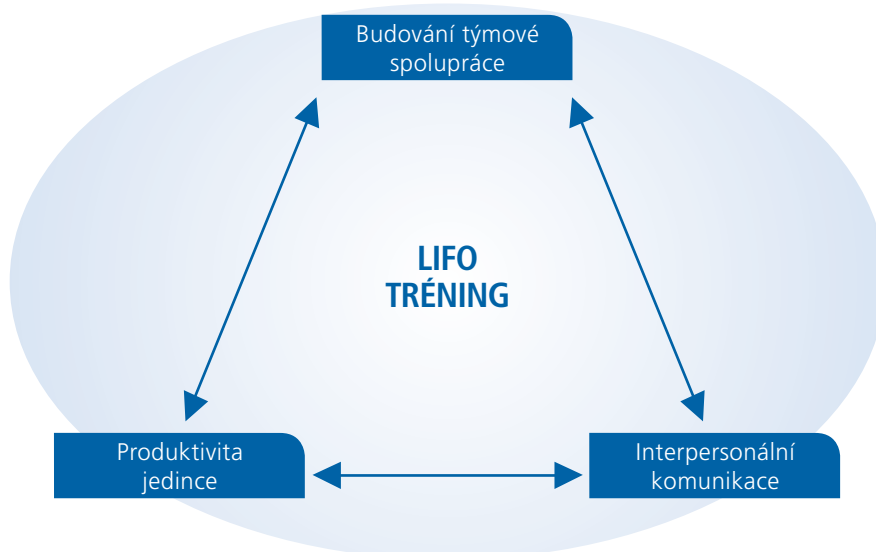 Budování týmové
spolupráce
LIFO
TRÉNING
Produktivita
jedince
Interpersonální
komunikace